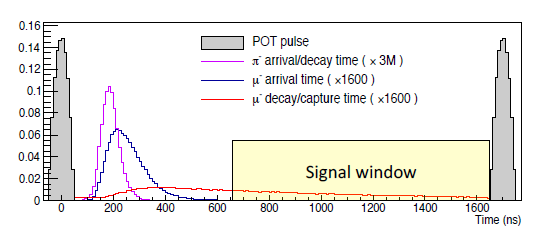 0.16
0.14
0.12
0.1
0.08
0.06
0.04
0.02
0
POT pulse
π⁻ arrival/decay time ( × 3M )
μ⁻ arrival time ( ×1600 )
μ⁻ decay/capture time ( ×1600 )
Signal window
0 200 400 600 800 1000 1200 1400 1600
Time (ns)